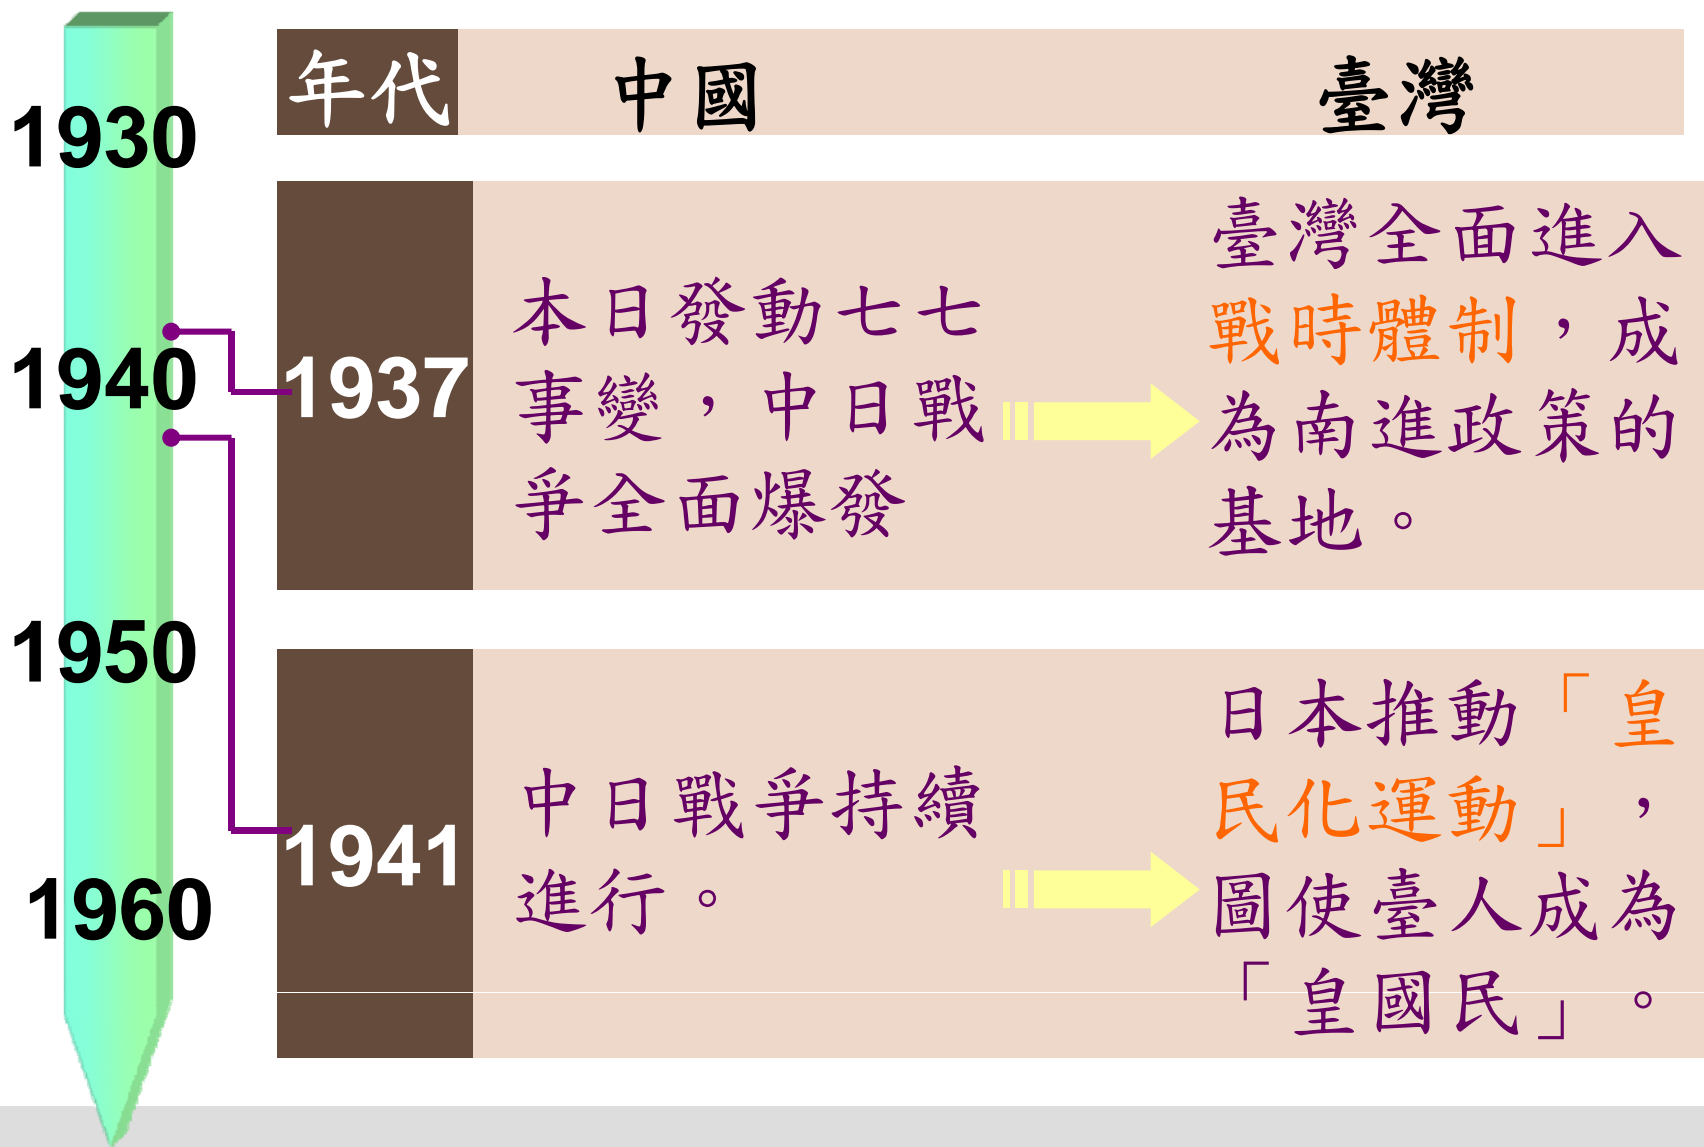 1930
1940
1950
1960
年代 中國 臺灣
1937
本日發動七七
事變，中日戰
爭全面爆發
臺灣全面進入
戰時體制，成
為南進政策的
基地。
1941
中日戰爭持續
進行。
日本推動「皇
民化運動」，
圖使臺人成為
「皇國民」。